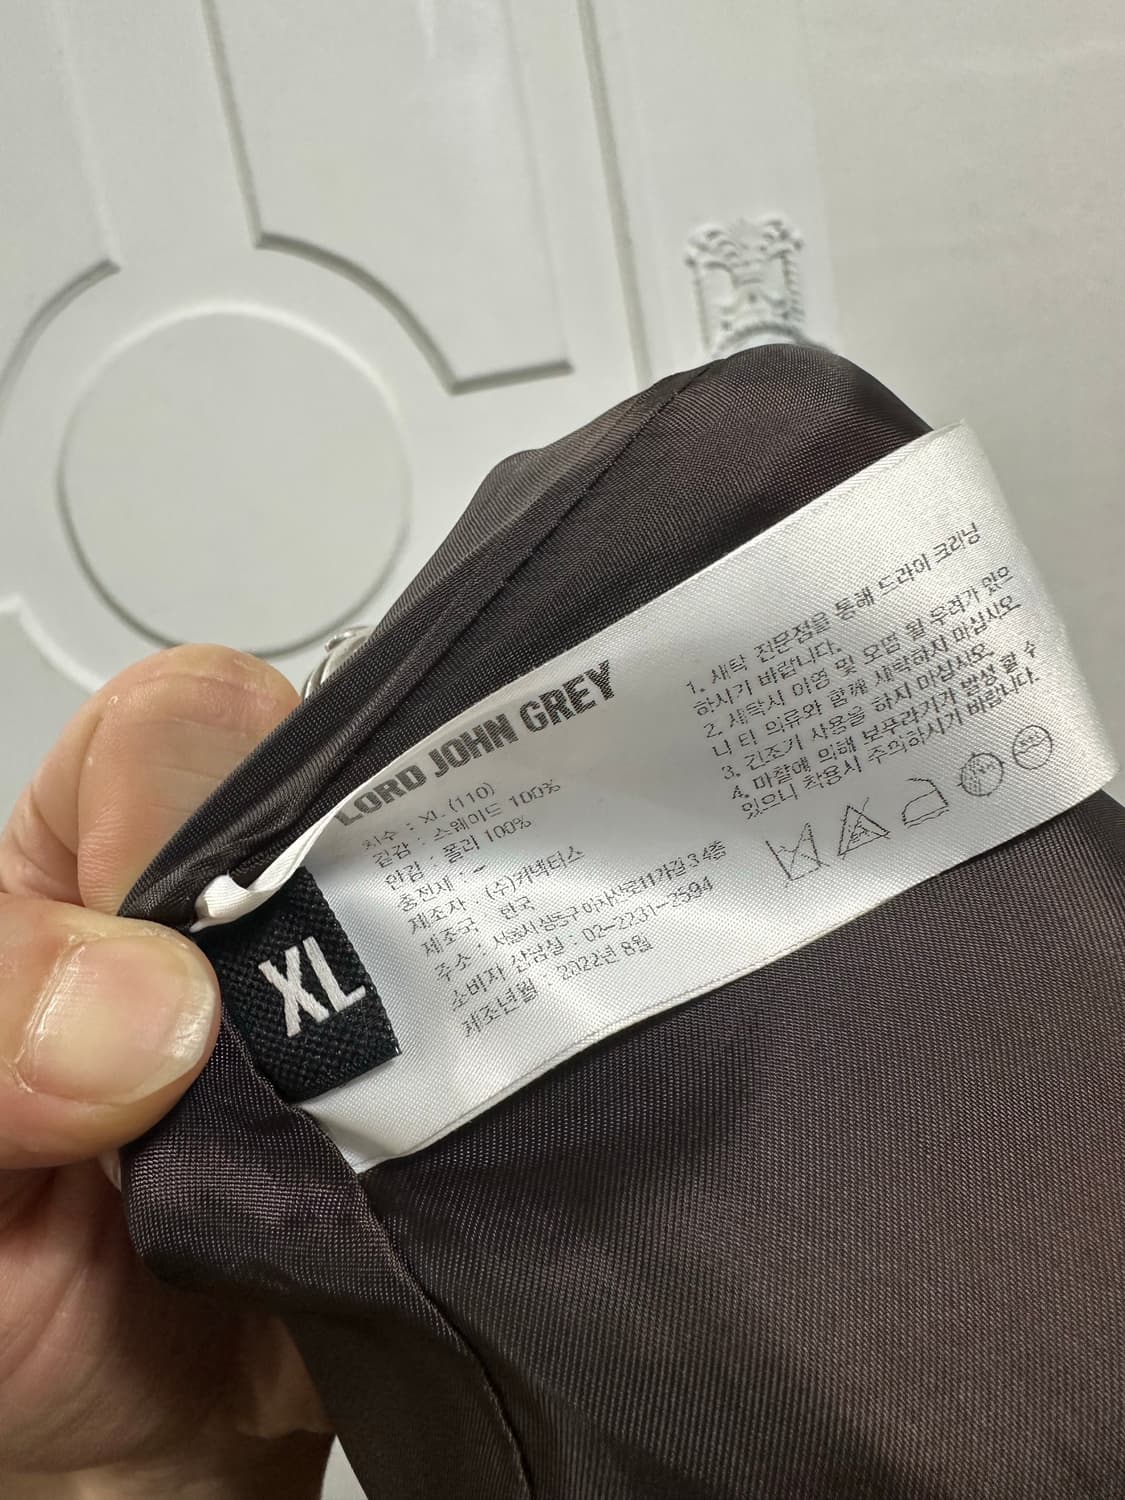 LORD JOHN GREY
치수 : XL (110)
겉감 : 스웨이드 100%
안감 : 폴리 100%
충전재 : -
제조자 : (주)커넥터스
제조국 : 한국
주소 : 서울시 성동구 아차산로11가길 3 4층
소비자 상담실 : 02-2231-2594
제조년월 : 2022년 8월
XL
1. 세탁 전문점을 통해 드라이 크리닝
하시기 바랍니다.
2. 세탁시 이염 및 오염 될 우려가 있으
니 타 의류와 함께 세탁하지 마십시오
3. 건조기 사용을 하지 마십시오.
4. 마찰에 의해 보푸라기가 발생 될 수
있으니 착용시 주의하시기 바랍니다.